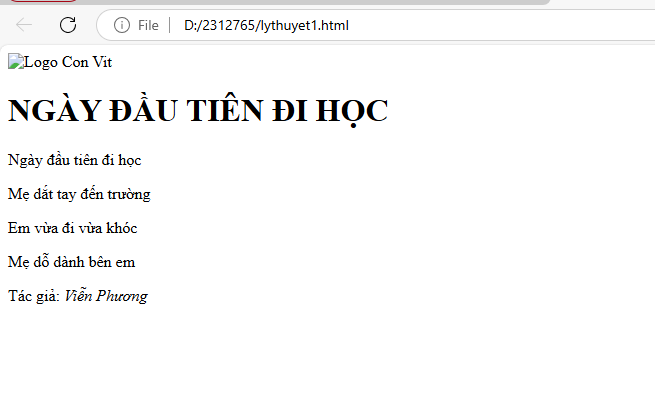 File
D:/2312765/lythuyet1.html
Logo Con Vit
NGÀY ĐẦU TIÊN ĐI HỌC
Ngày đầu tiên đi học
Mẹ dắt tay đến trường
Em vừa đi vừa khóc
Mẹ dỗ dành bên em
Tác giả: Viễn Phương